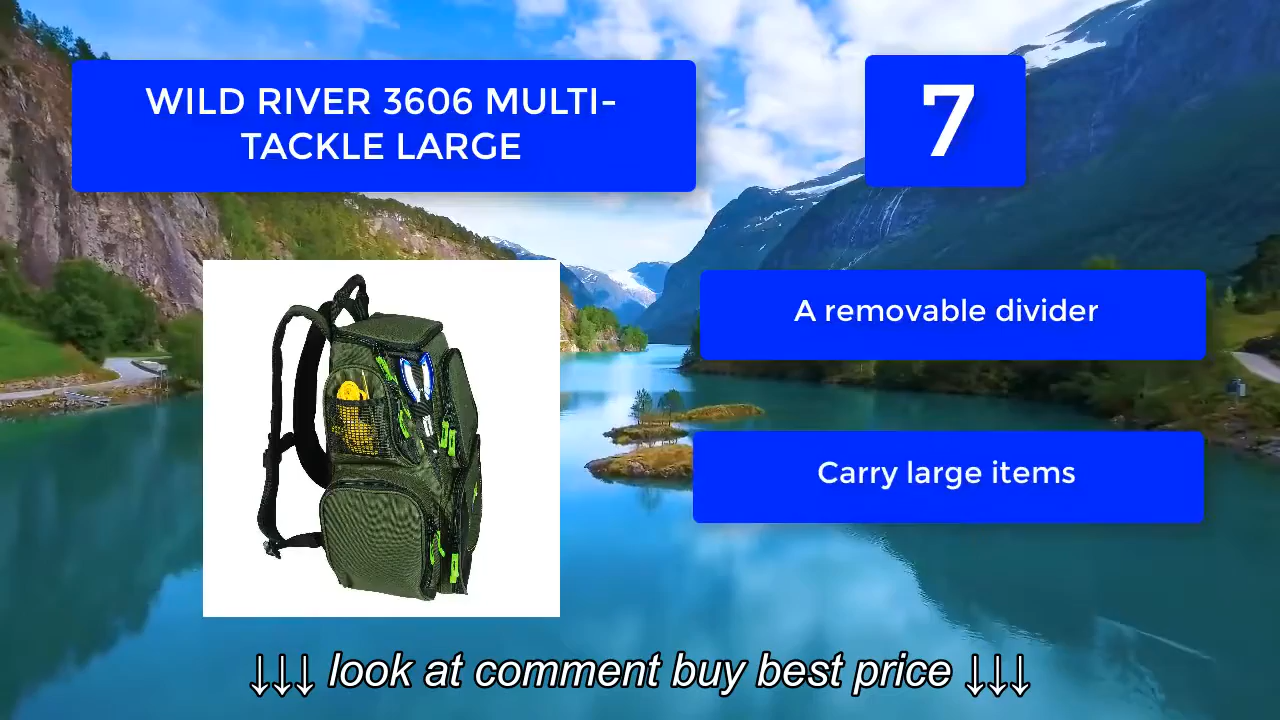 WILD RIVER 3606 MULTI-
TACKLE LARGE
7
A removable divider
Carry large items
↓↓↓ look at comment buy best price ↓↓↓